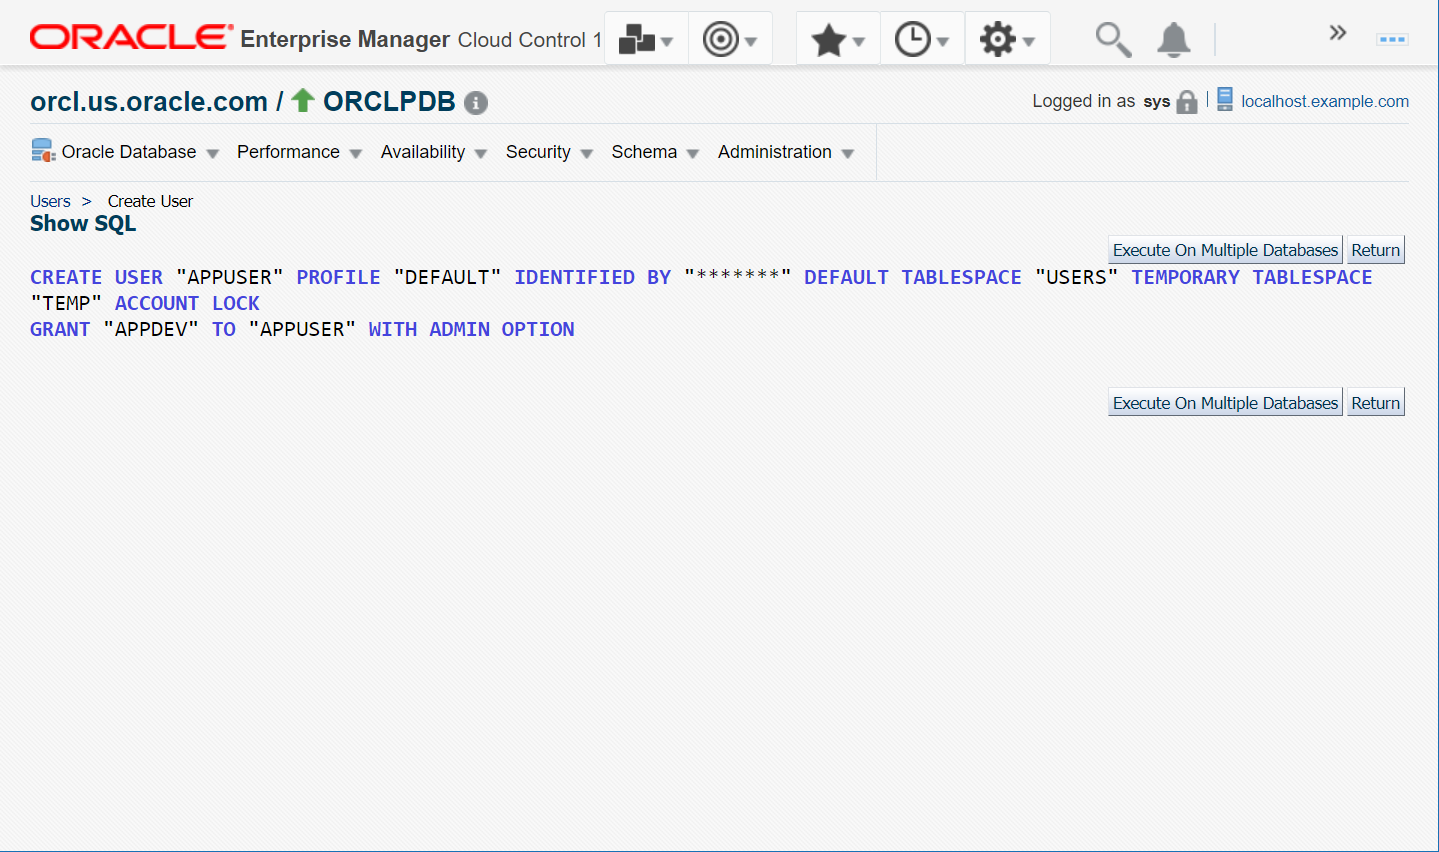 ORACLE® Enterprise Manager Cloud Control 1
orcl.us.oracle.com / ORCLPDB
Logged in as sys | localhost.example.com
Oracle Database Performance Availability Security Schema Administration
Users > Create User
Show SQL
Execute On Multiple Databases Return
CREATE USER "APPUSER" PROFILE "DEFAULT" IDENTIFIED BY "*******" DEFAULT TABLESPACE "USERS" TEMPORARY TABLESPACE
"TEMP" ACCOUNT LOCK
GRANT "APPDEV" TO "APPUSER" WITH ADMIN OPTION
Execute On Multiple Databases Return